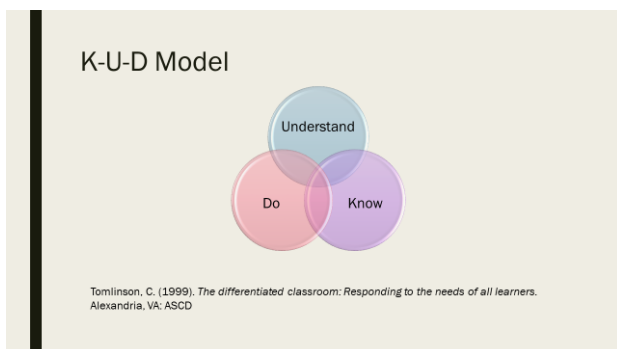 K-U-D Model
Understand
Do
Know
Tomlinson, C. (1999). The differentiated classroom: Responding to the needs of all learners.
Alexandria, VA: ASCD